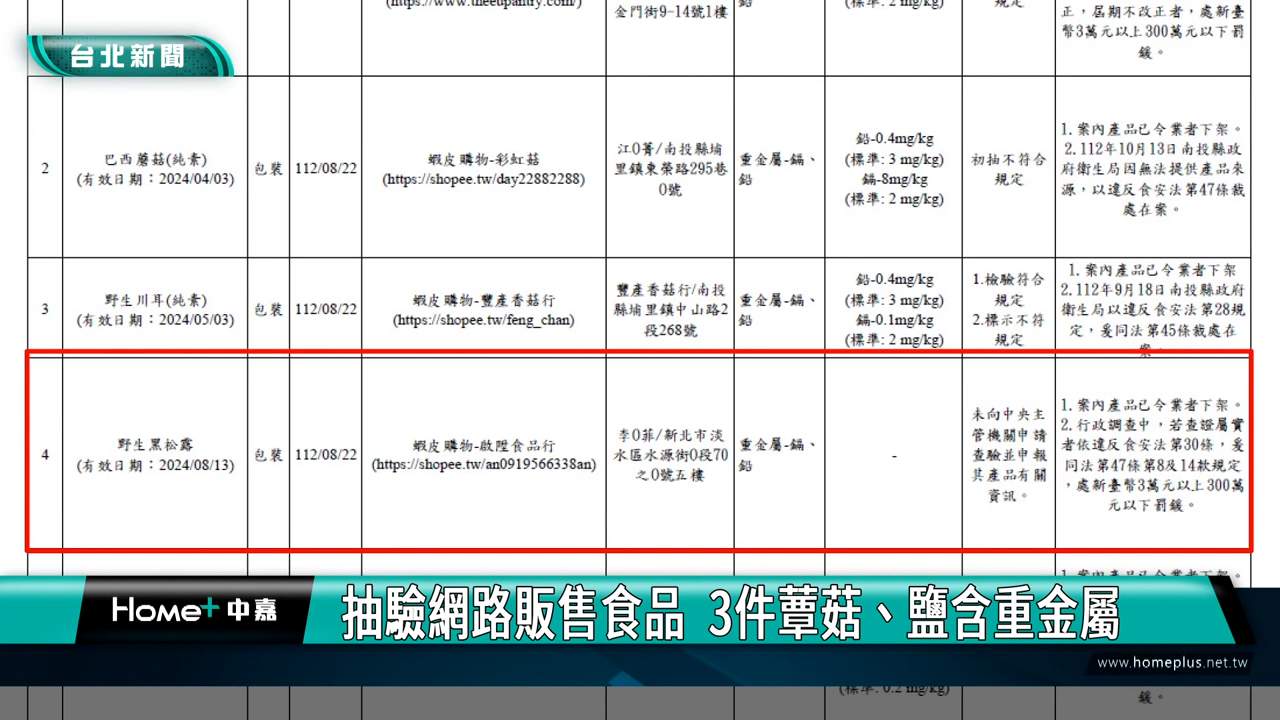 (https://www.theeupantry.com/)
金門街9-14號1樓
鉛
(標準: 2 mg/kg)
規定
正，屆期不改正者，處新臺
幣3萬元以上300萬元以下罰
鍰。
台北新聞
2
巴西蘑菇(純素)
(有效日期：2024/04/03)
包裝
112/08/22
蝦皮購物-彩虹菇
(https://shopee.tw/day22882288)
江O菁/南投縣埔
里鎮東榮路295巷
O號
重金屬-鎘、
鉛
鉛-0.4mg/kg
(標準: 3 mg/kg)
鎘-8mg/kg
(標準: 2 mg/kg)
初抽不符合
規定
1.案內產品已令業者下架。
2.112年10月13日南投縣政
府衛生局因無法提供產品來
源，以違反食安法第47條裁
處在案。
3
野生川耳(純素)
(有效日期：2024/05/03)
包裝
112/08/22
蝦皮購物-豐產香菇行
(https://shopee.tw/feng_chan)
豐產香菇行/南投
縣埔里鎮中山路2
段268號
重金屬-鎘、
鉛
鉛-0.4mg/kg
(標準: 3 mg/kg)
鎘-0.1mg/kg
(標準: 2 mg/kg)
1.檢驗符合
規定
2.標示不符
規定
1.案內產品已令業者下架
2.112年9月18日南投縣政府
衛生局以違反食安法第28規
定，爰同法第45條裁處在
案。
4
野生黑松露
(有效日期：2024/08/13)
包裝
112/08/22
蝦皮購物-啟陞食品行
(https://shopee.tw/an0919566338an)
李O菲/新北市淡
水區水源街O段70
之O號五樓
重金屬-鎘、
鉛
-
未向中央主
管機關申請
查驗並申報
其產品有關
資訊。
1.案內產品已令業者下架。
2.行政調查中，若查證屬實
者依違反食安法第30條，爰
同法第47條第8及14款規定
，處新臺幣3萬元以上300萬
元以下罰鍰。
1.案內產品已令業者下架。
Home+中嘉
抽驗網路販售食品 3件蕈菇、鹽含重金屬
www.homeplus.net.tw
(標準: 0.2 mg/kg)
鍰。